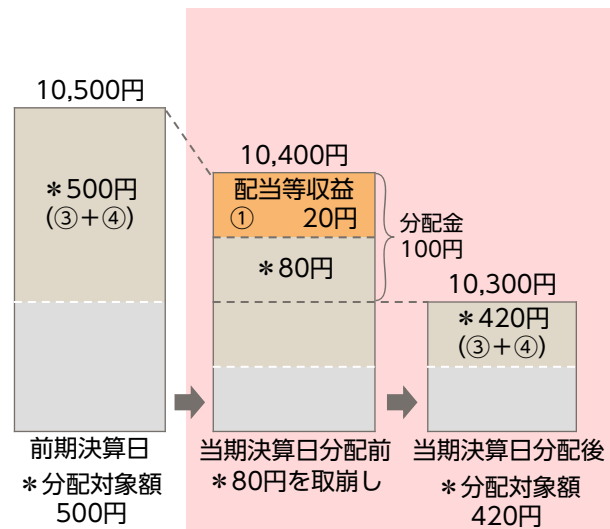 10,500円
＊500円
(③＋④)
前期決算日
＊分配対象額
500円
10,400円
配当等収益
① 20円
＊80円
分配金
100円
当期決算日分配前
＊80円を取崩し
10,300円
＊420円
(③＋④)
当期決算日分配後
＊分配対象額
420円